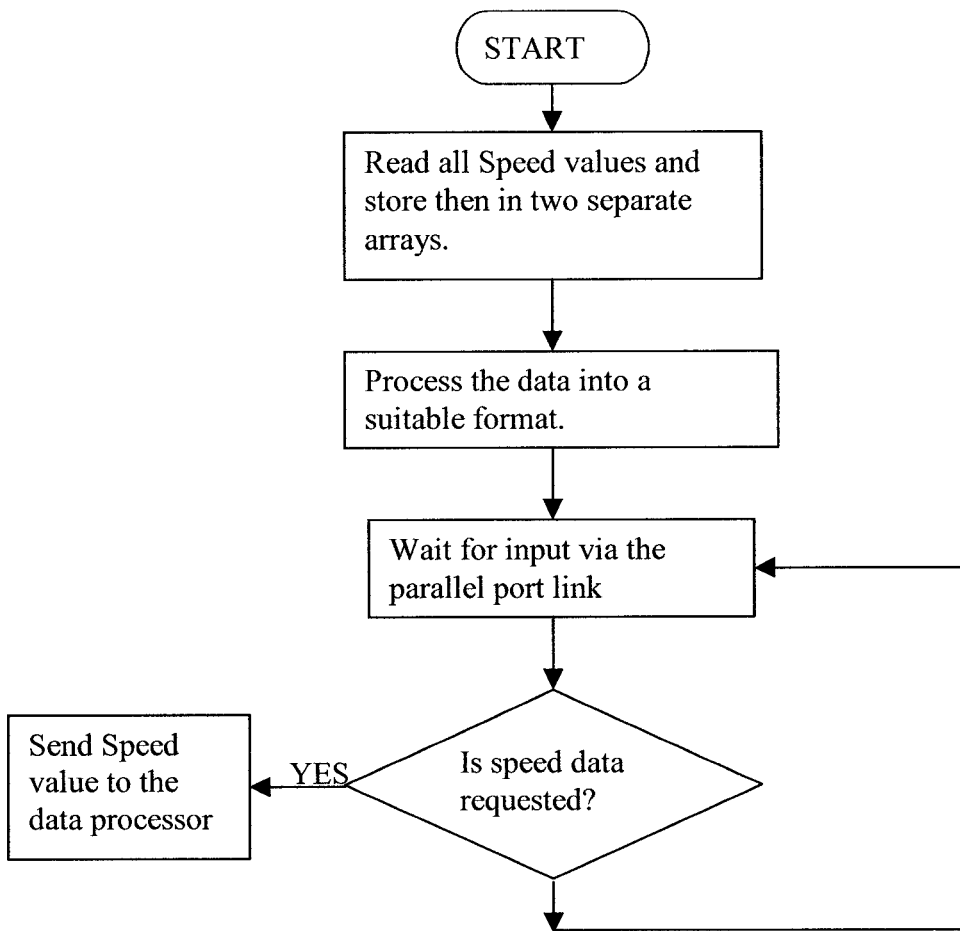 START
Read all Speed values and
store then in two separate
arrays.
Process the data into a
suitable format.
Wait for input via the
parallel port link
Is speed data
requested?
YES
Send Speed
value to the
data processor